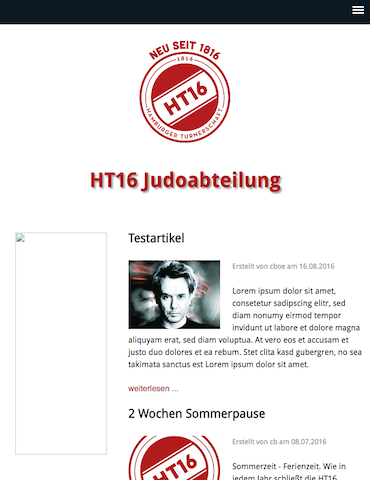 NEU SEIT 1816
1816
HT16
HAMBURGER TURNERSCHAFT
HT16 Judoabteilung
Testartikel
Erstellt von cboe am 16.08.2016
Lorem ipsum dolor sit amet,
consetetur sadipscing elitr, sed
diam nonumy eirmod tempor
invidunt ut labore et dolore magna
aliquyam erat, sed diam voluptua. At vero eos et accusam et
justo duo dolores et ea rebum. Stet clita kasd gubergren, no sea
takimata sanctus est Lorem ipsum dolor sit amet.
weiterlesen ...
2 Wochen Sommerpause
Erstellt von cb am 08.07.2016
HT16
Sommerzeit - Ferienzeit. Wie in
jedem Jahr schließt die HT16